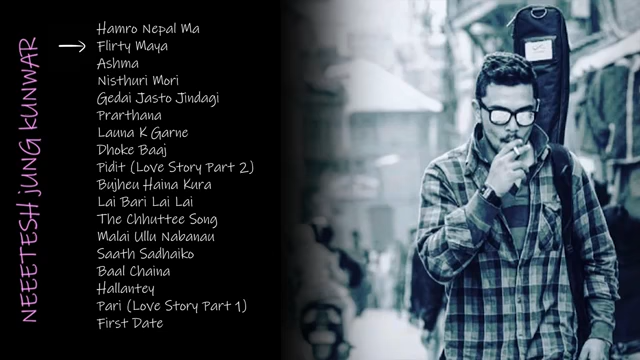 NEEETESH JUNG KUNWAR
Hamro Nepal Ma
Flirty Maya
Ashma
Nisthuri Mori
Gedai Jasto Jindagi
Prarthana
Launa K Garne
Dhoke Baaj
Pidit (Love Story Part 2)
Bujheu Haina Kura
Lai Bari Lai Lai
The Chhuttee Song
Malai Ullu Nabanau
Saath Sadhaiko
Baal Chaina
Hallantey
Pari (Love Story Part 1)
First Date